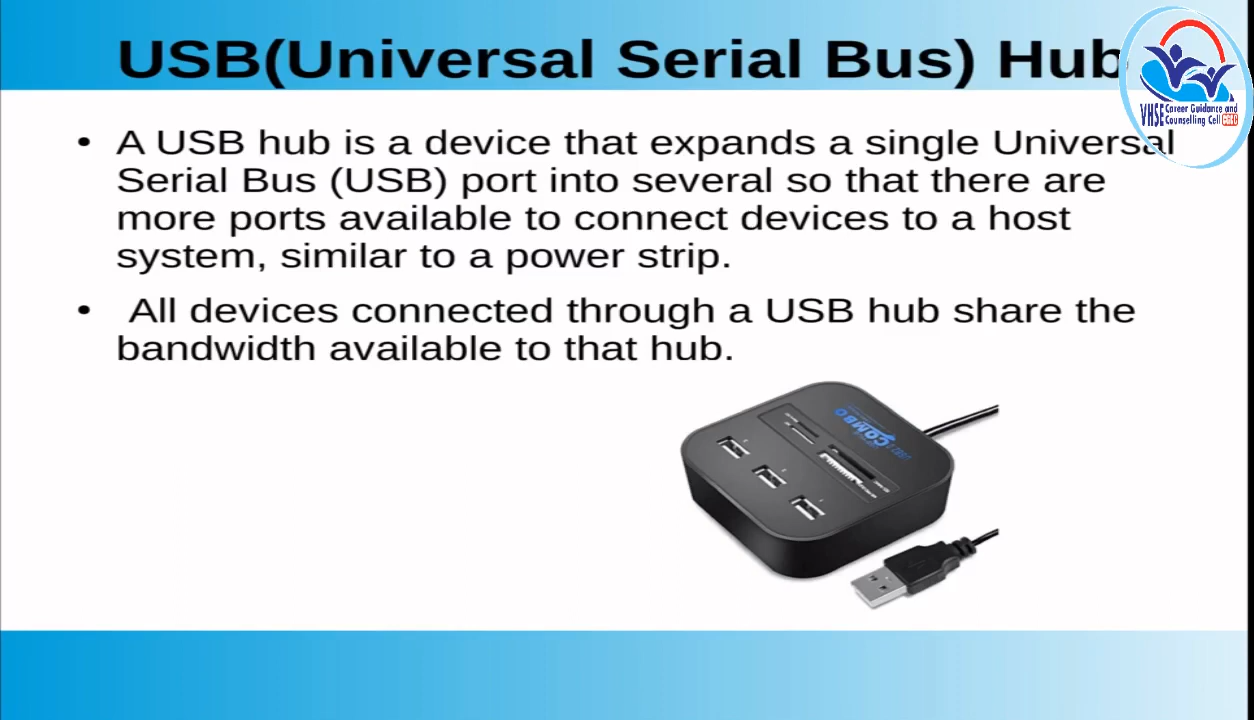 USB(Universal Serial Bus) Hub
VHSE Career Guidance and
Counselling Cell CGCC
• A USB hub is a device that expands a single Universal
Serial Bus (USB) port into several so that there are
more ports available to connect devices to a host
system, similar to a power strip.
• All devices connected through a USB hub share the
bandwidth available to that hub.
COMBO